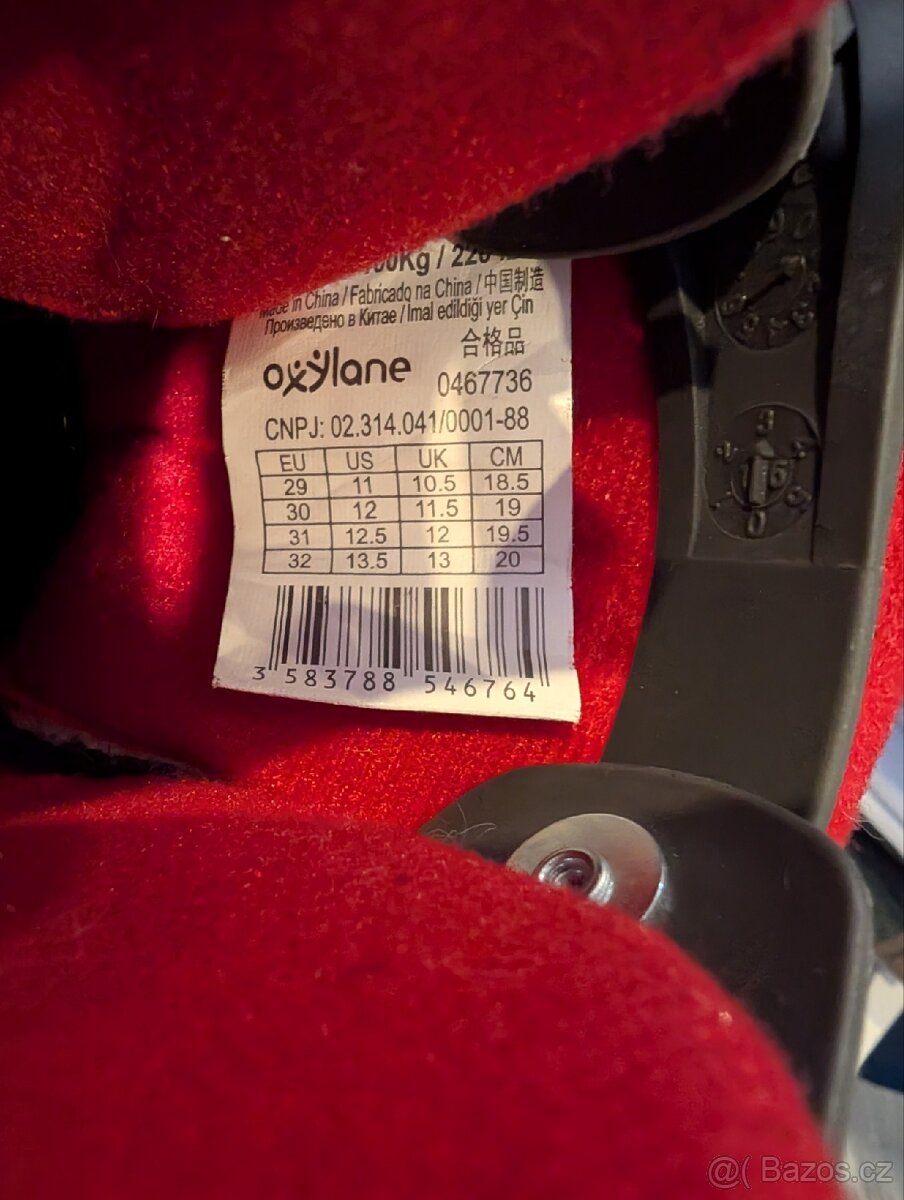 Kg / 220
Made in China / Fabricado na China / 中国制造
Произведено в Китае / Imal edildiği yer Çin
合格品
oxylane
0467736
CNPJ: 02.314.041/0001-88
EU US UK CM
29 11 10.5 18.5
30 12 11.5 19
31 12.5 12 19.5
32 13.5 13 20
3 583788 546764
15
@( Bazos.cz